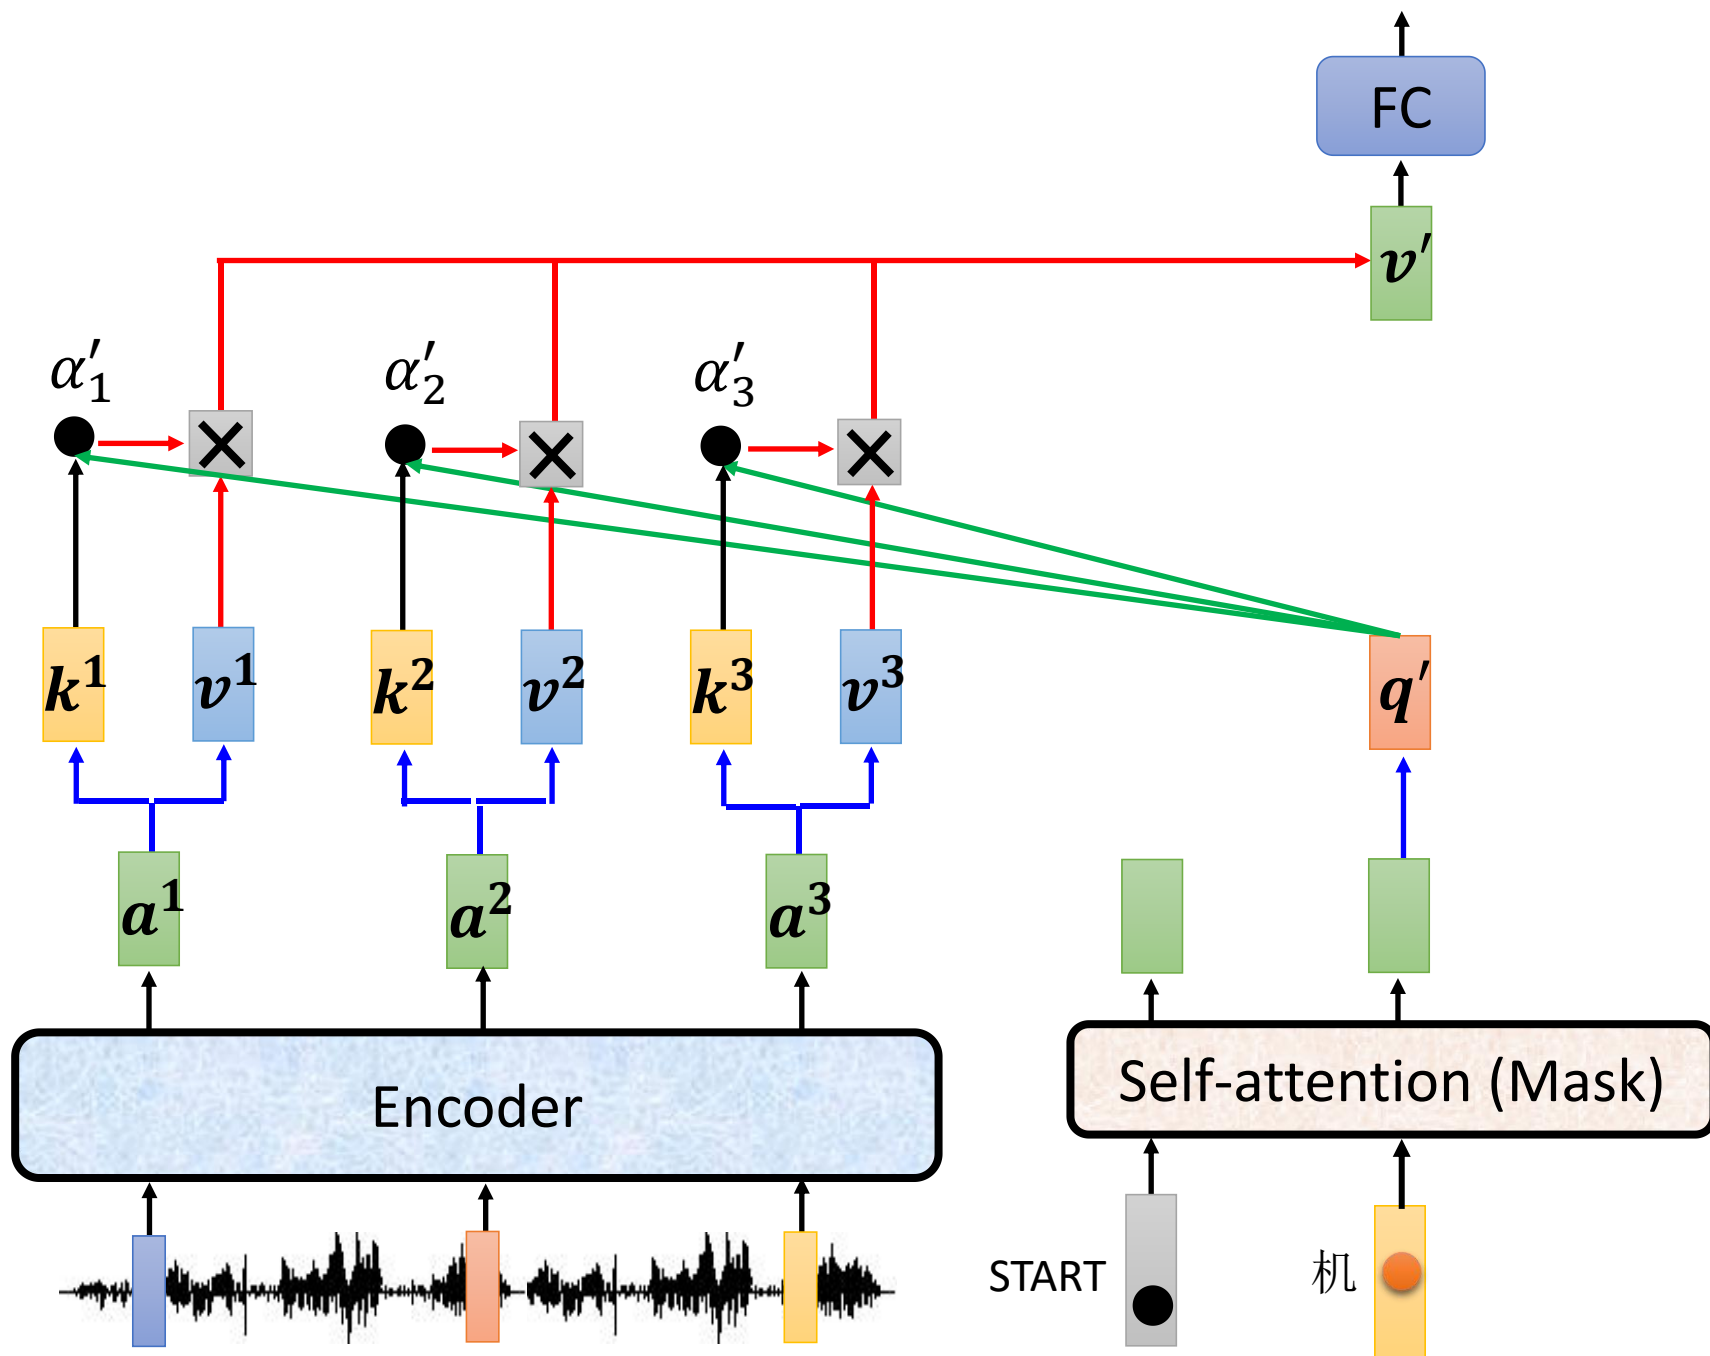 FC
v′
α′₁ α′₂ α′₃
k¹ v¹ k² v² k³ v³ q′
a¹ a² a³
Encoder Self-attention (Mask)
START 机